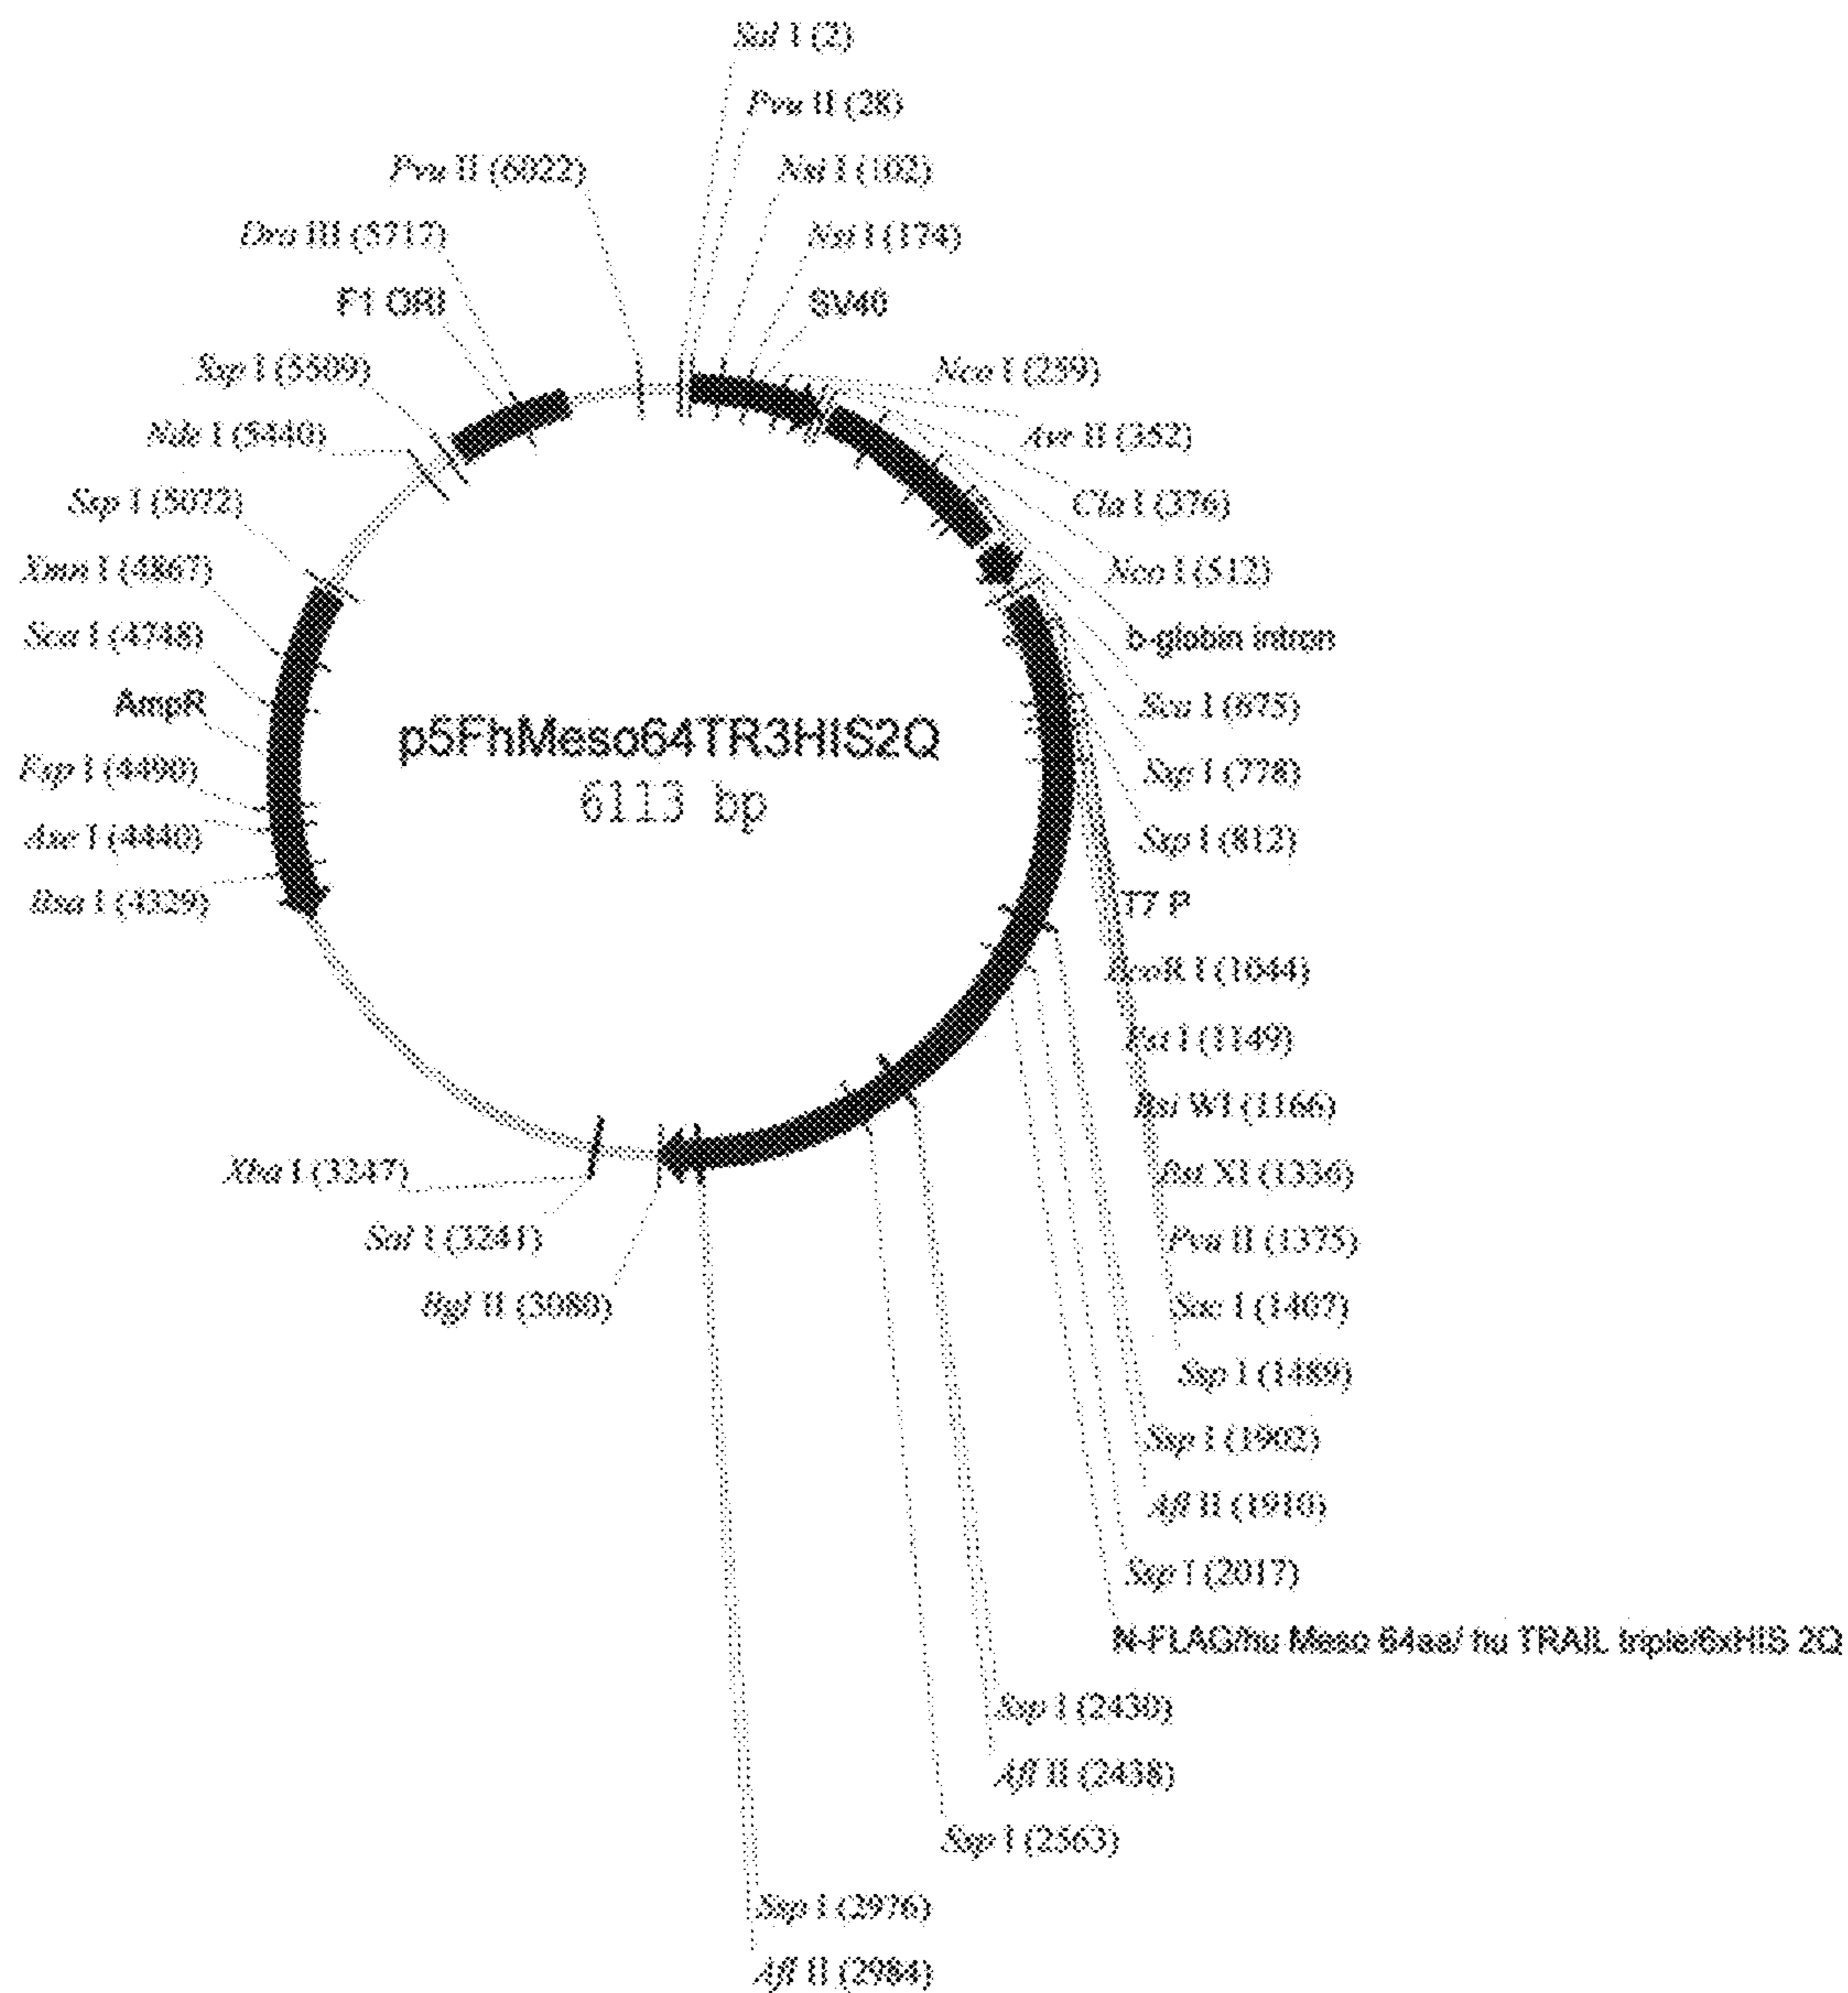 Sal I (2)
Pvu II (28)
Pvu II (6022)
Nsi I (102)
Dra III (5717)
Nsi I (174)
F1 ORI
SV40
Ssp I (5509)
Nco I (259)
Nde I (5440)
Avr II (352)
Ssp I (5072)
Cla I (376)
Xmn I (4867)
Nco I (512)
Sca I (4748)
b-globin intron
AmpR
Sca I (675)
p5FhMeso64TR3HIS2Q
6113 bp
Fsp I (4490)
Ssp I (778)
Ase I (4440)
Ssp I (812)
Bsa I (4329)
T7 P
EcoR I (1044)
Pst I (1149)
Bsi WI (1166)
Xba I (3247)
Bst XI (1336)
Sal I (3241)
Pvu II (1375)
Bgl II (3080)
Sac I (1407)
Ssp I (1489)
Ssp I (1902)
Afl II (1910)
Ssp I (2017)
N-FLAG/hu Meso 64aa/ hu TRAIL triple/6xHIS 2Q
Ssp I (2430)
Afl II (2438)
Ssp I (2563)
Ssp I (2976)
Afl II (2984)